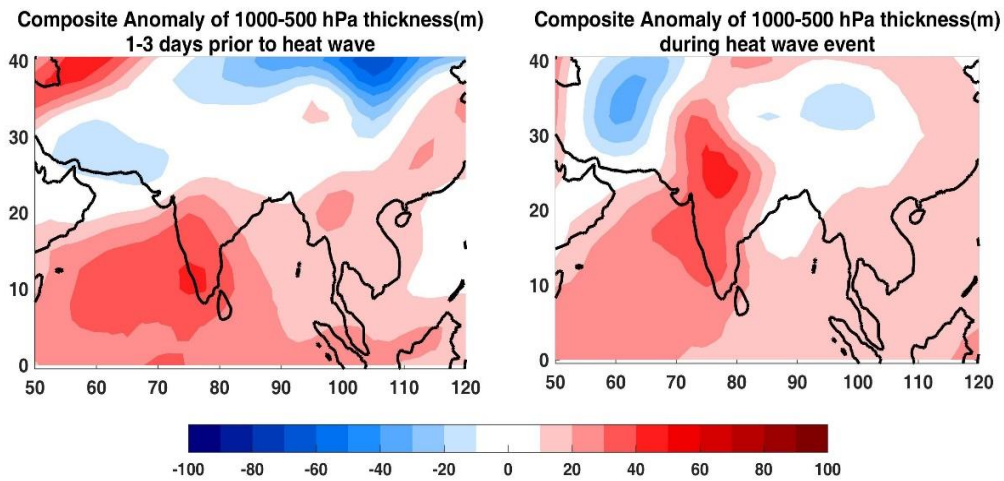 Composite Anomaly of 1000-500 hPa thickness(m)
1-3 days prior to heat wave
40
30
20
10
0
50 60 70 80 90 100 110 120
Composite Anomaly of 1000-500 hPa thickness(m)
during heat wave event
40
30
20
10
0
50 60 70 80 90 100 110 120
-100 -80 -60 -40 -20 0 20 40 60 80 100